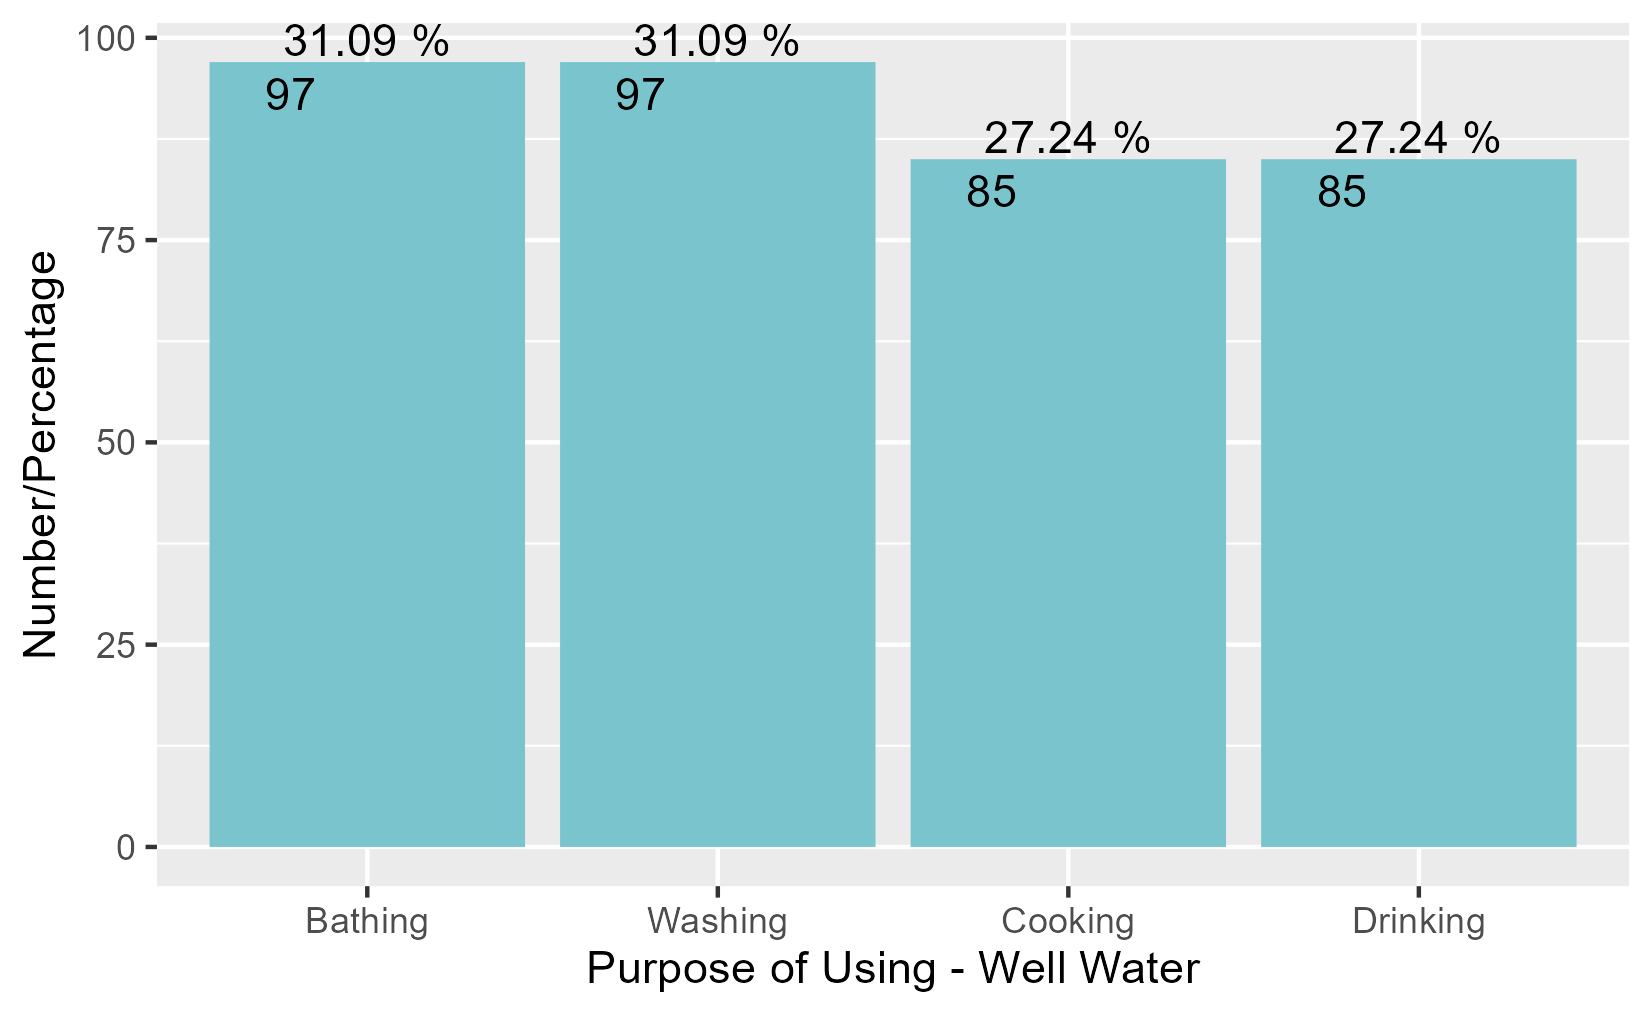 31.09 %
31.09 %
27.24 %
27.24 %
97
97
85
85
100
75
50
25
0
Number/Percentage
Bathing
Washing
Cooking
Drinking
Purpose of Using - Well Water